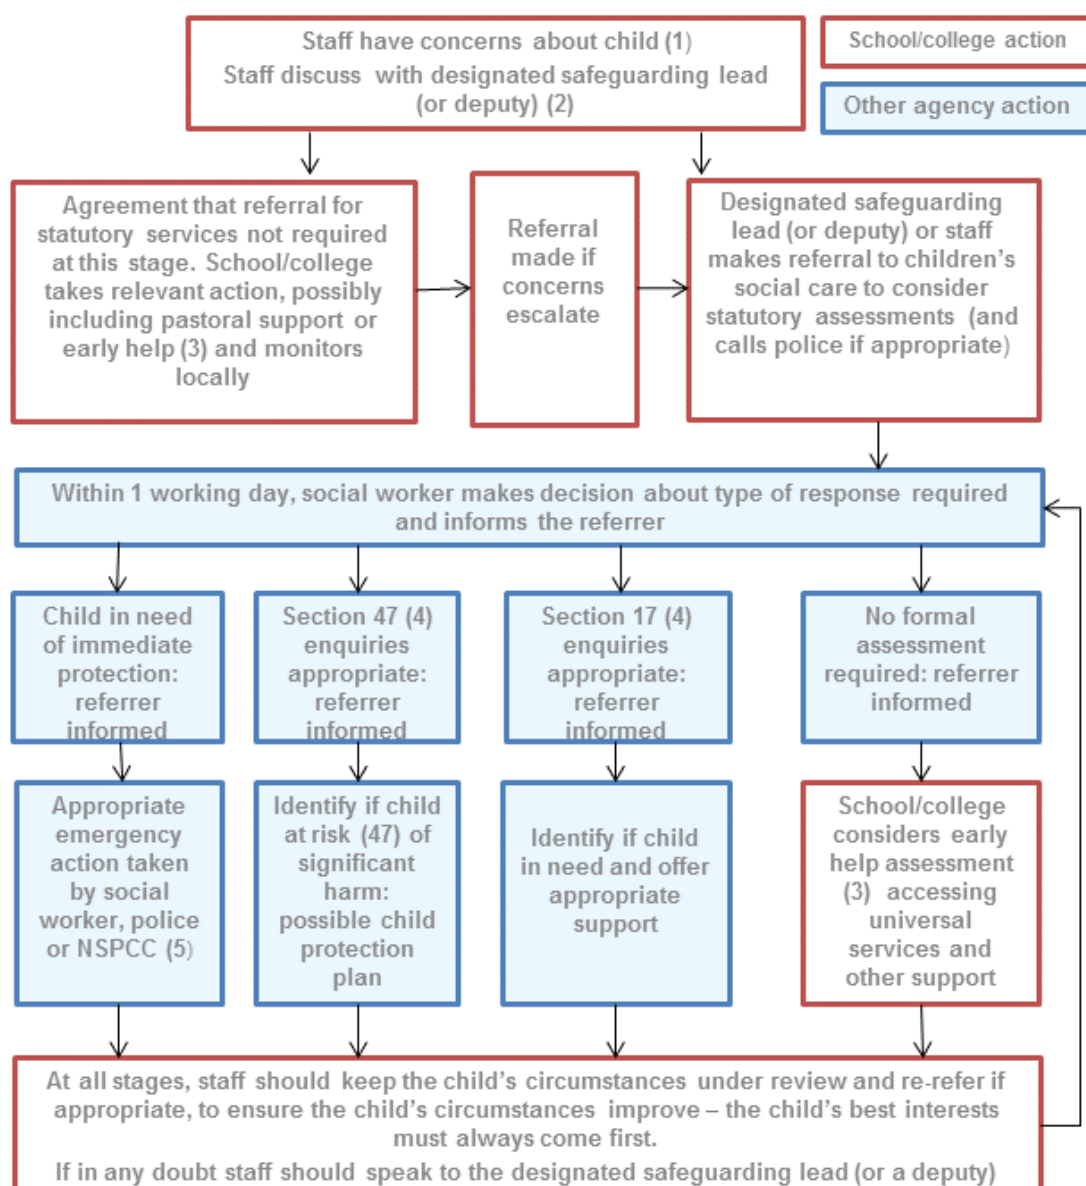 Staff have concerns about child (1)
Staff discuss with designated safeguarding lead
(or deputy) (2)
School/college action
Other agency action
Agreement that referral for
statutory services not required
at this stage. School/college
takes relevant action, possibly
including pastoral support or
early help (3) and monitors
locally
Referral
made if
concerns
escalate
Designated safeguarding
lead (or deputy) or staff
makes referral to children's
social care to consider
statutory assessments (and
calls police if appropriate)
Within 1 working day, social worker makes decision about type of response required
and informs the referrer
Child in need
of immediate
protection:
referrer
informed
Section 47 (4)
enquiries
appropriate:
referrer
informed
Section 17 (4)
enquiries
appropriate:
referrer
informed
No formal
assessment
required: referrer
informed
Appropriate
emergency
action taken
by social
worker, police
or NSPCC (5)
Identify if child
at risk (47) of
significant
harm:
possible child
protection
plan
Identify if child
in need and offer
appropriate
support
School/college
considers early
help assessment
(3) accessing
universal
services and
other support
At all stages, staff should keep the child's circumstances under review and re-refer if
appropriate, to ensure the child's circumstances improve – the child's best interests
must always come first.
If in any doubt staff should speak to the designated safeguarding lead (or a deputy)